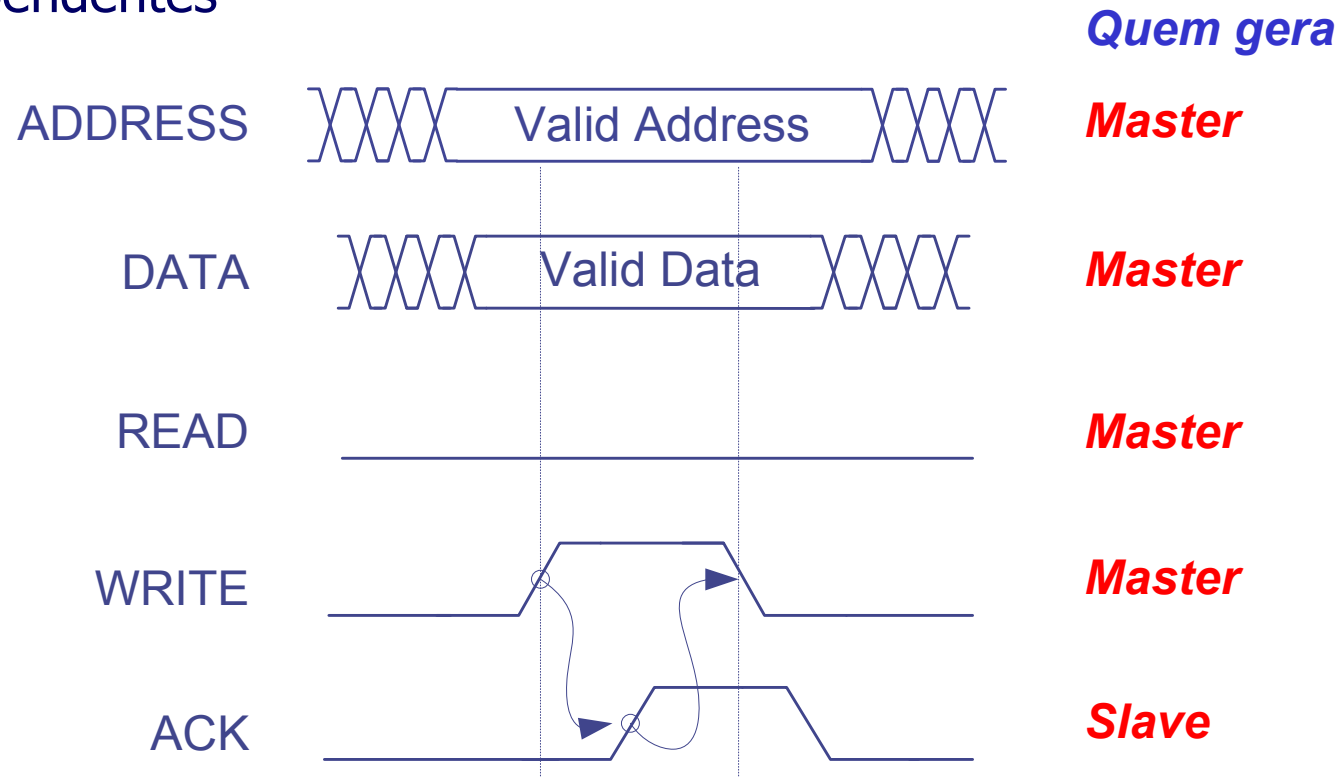 Quem gera
ADDRESS Valid Address Master
DATA Valid Data Master
READ Master
WRITE Master
ACK Slave